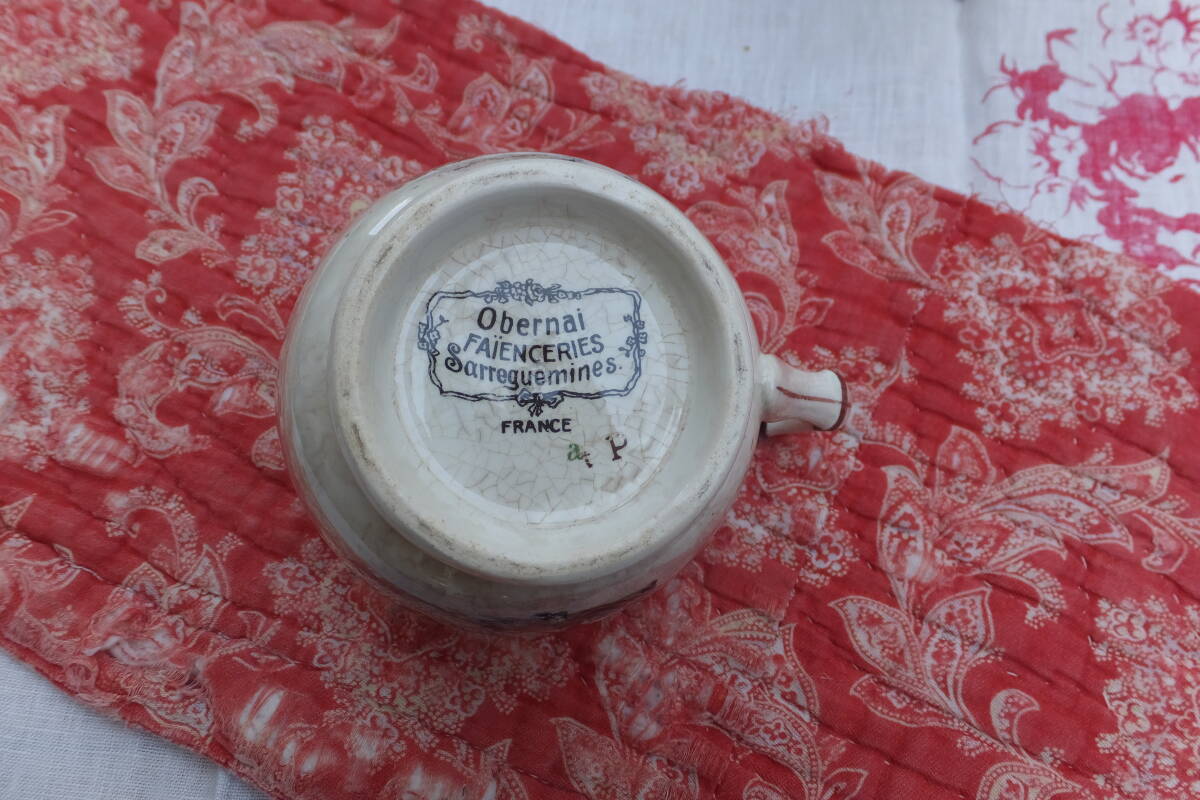 Obernai
FAÏENCERIES
Sarreguemines.
FRANCE
a, P